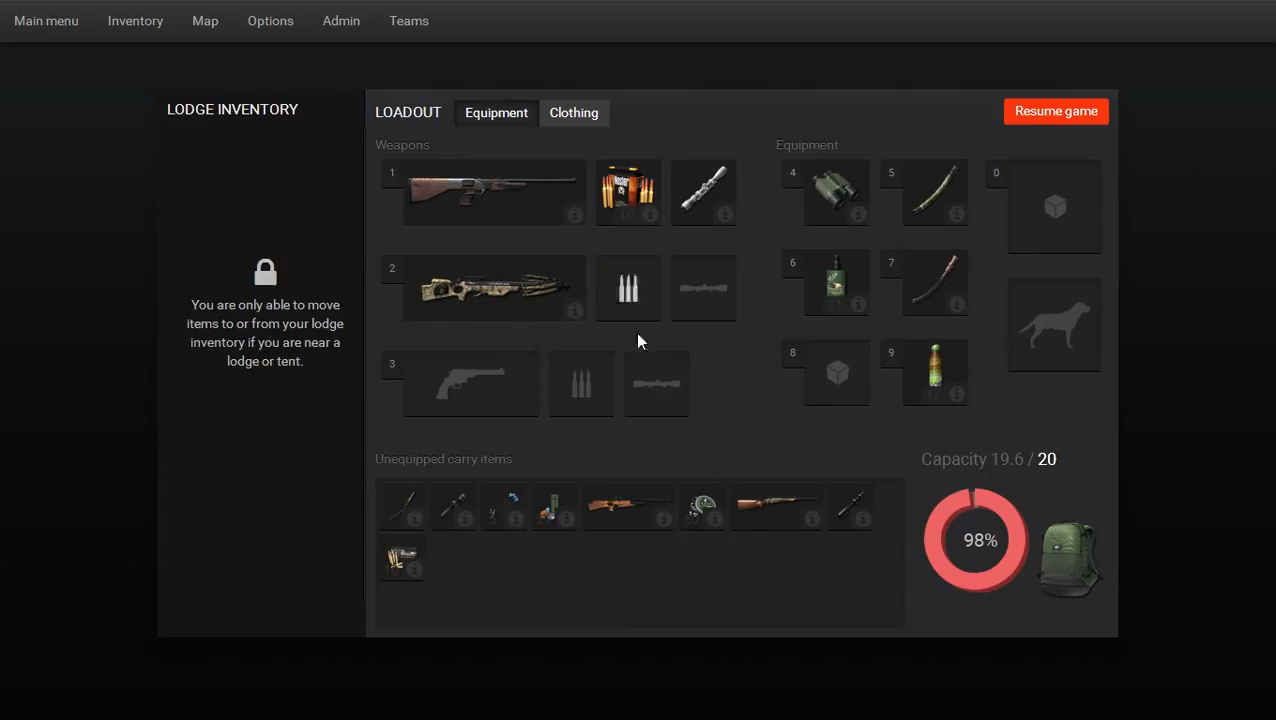 Main menu Inventory Map Options Admin Teams
LODGE INVENTORY
You are only able to move
items to or from your lodge
inventory if you are near a
lodge or tent.
LOADOUT Equipment Clothing Resume game
Weapons Equipment
1 4 5 0
2 6 7
3 8 9
Unequipped carry items
Capacity 19.6 / 20
98%